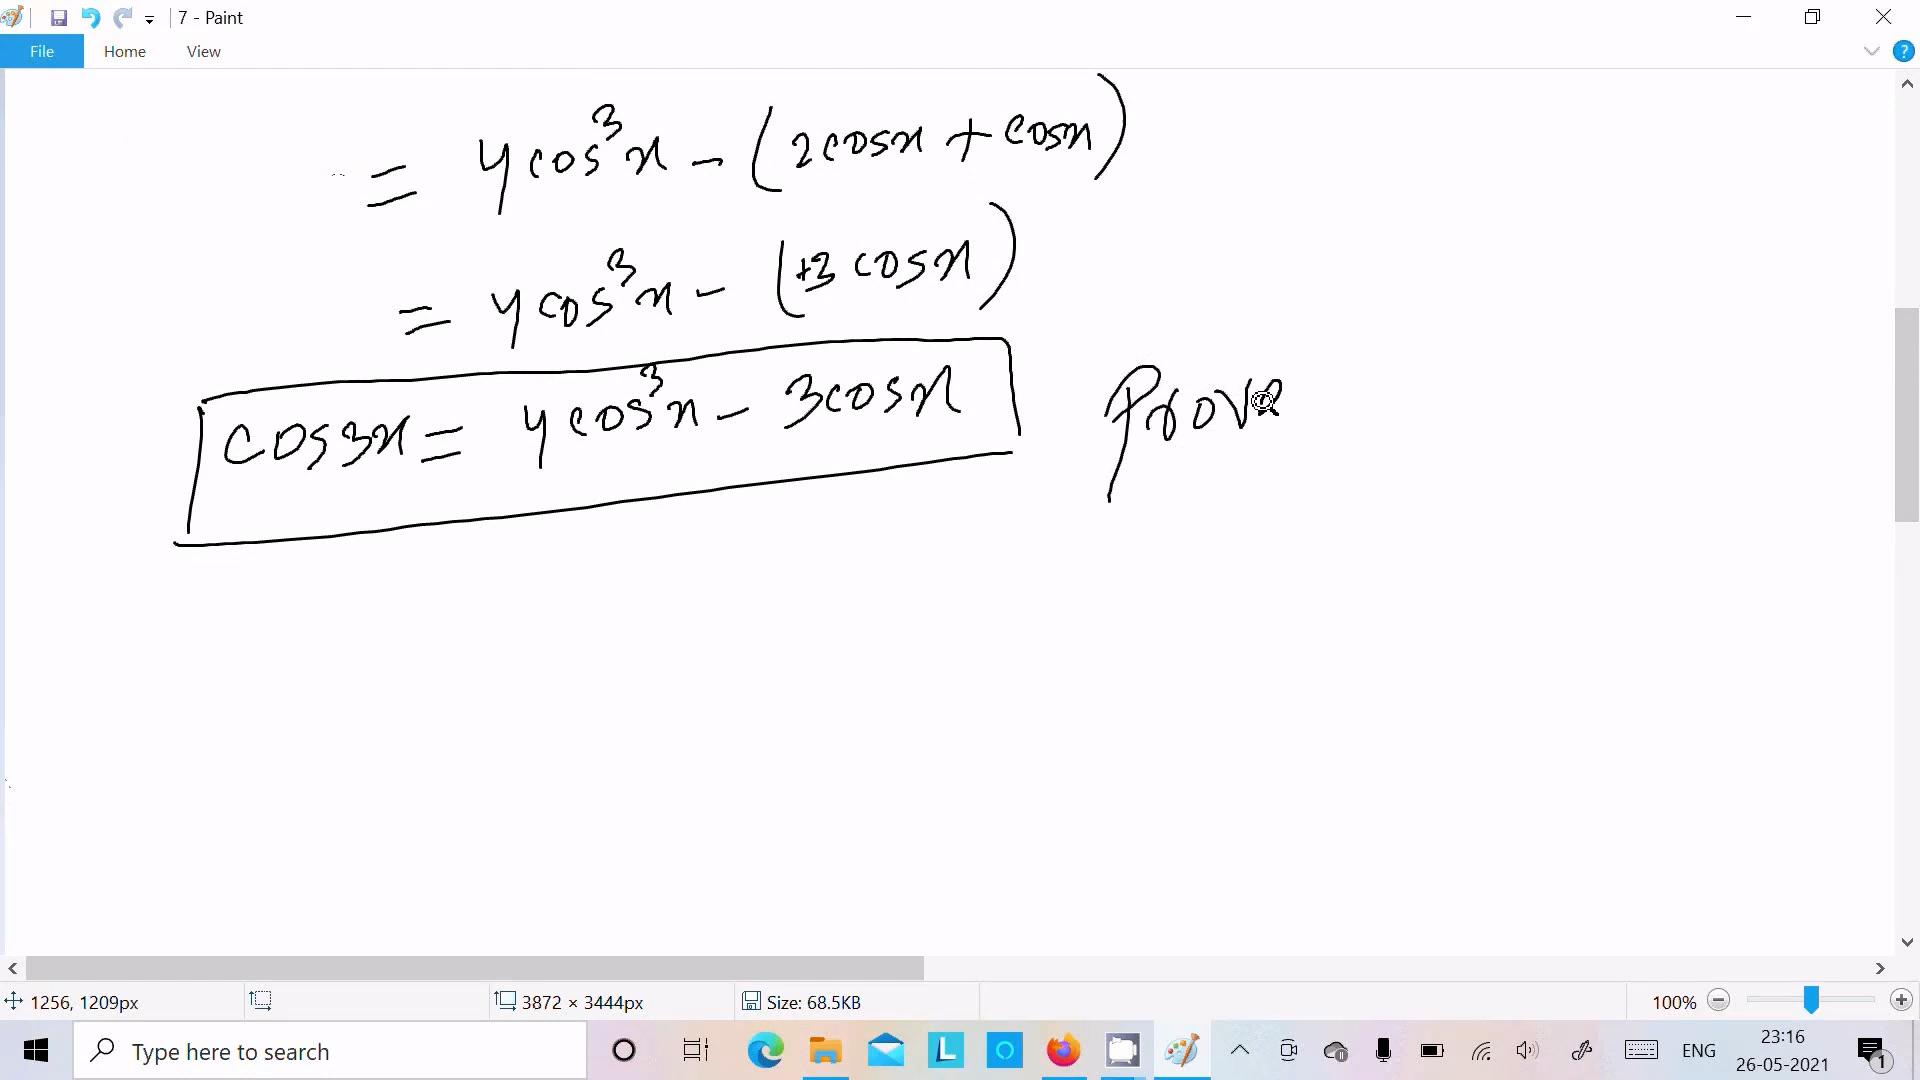 7 - Paint
File Home View
= 4cos³x - (2cosx + cosx)
= 4cos³x - (+3cosx)
cos3x = 4cos³x - 3cosx Prove
1256, 1209px 3872 × 3444px Size: 68.5KB 100%
Type here to search ENG 23:16
26-05-2021 1